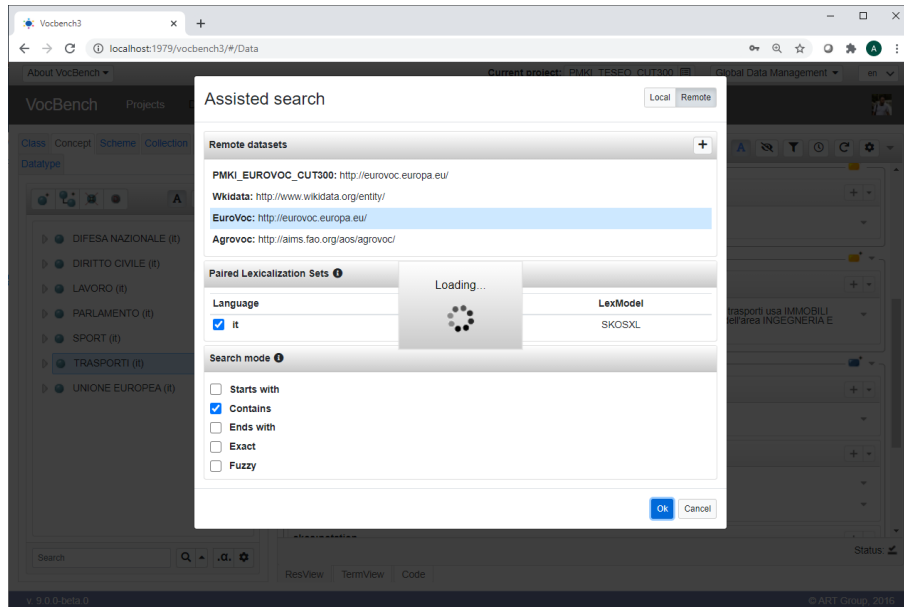 Vocbench3
localhost:1979/vocbench3/#/Data
A
About VocBench
Current project: PMKI_TESEO_CUT300
Global Data Management
en
VocBench
Projects
Assisted search
Local
Remote
Class
Concept
Scheme
Collection
Datatype
A
A
Remote datasets
+
PMKI_EUROVOC_CUT300: http://eurovoc.europa.eu/
Wkidata: http://www.wikidata.org/entity/
EuroVoc: http://eurovoc.europa.eu/
Agrovoc: http://aims.fao.org/aos/agrovoc/
DIFESA NAZIONALE (it)
DIRITTO CIVILE (it)
LAVORO (it)
PARLAMENTO (it)
SPORT (it)
TRASPORTI (it)
UNIONE EUROPEA (it)
Paired Lexicalization Sets
Loading...
Language
LexModel
it
SKOSXL
trasporti usa IMMOBILI
dell'area INGEGNERIA E
Search mode
Starts with
Contains
Ends with
Exact
Fuzzy
Ok
Cancel
Search
.a.
Status:
ResView
TermView
Code
v. 9.0.0-beta.0
© ART Group, 2016